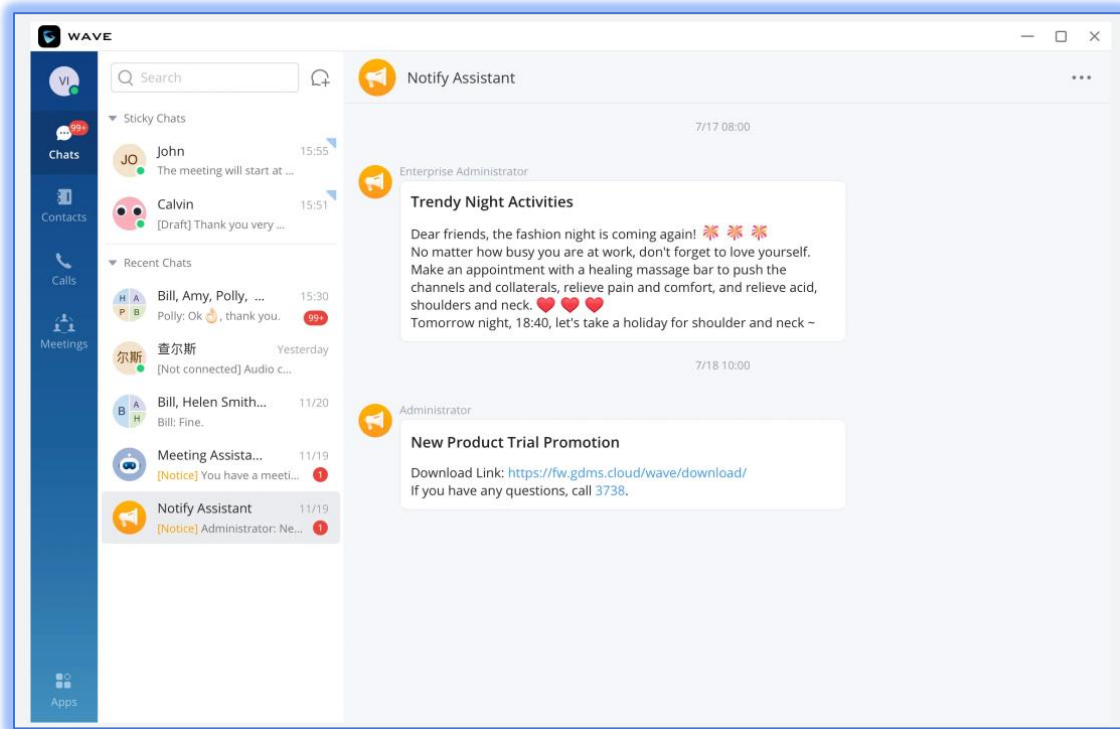 WAVE
VI
Search
Notify Assistant
99+
Chats
Contacts
Calls
Meetings
Apps
Sticky Chats
JO
John
15:55
The meeting will start at ...
Calvin
15:51
[Draft] Thank you very ...
Recent Chats
H A
P B
Bill, Amy, Polly, ...
15:30
Polly: Ok👌, thank you.
99+
尔斯
查尔斯
Yesterday
[Not connected] Audio c...
B A
H
Bill, Helen Smith...
11/20
Bill: Fine.
Meeting Assista...
11/19
[Notice] You have a meeti...
1
Notify Assistant
11/19
[Notice] Administrator: Ne...
1
7/17 08:00
Enterprise Administrator
Trendy Night Activities
Dear friends, the fashion night is coming again!
No matter how busy you are at work, don't forget to love yourself.
Make an appointment with a healing massage bar to push the
channels and collaterals, relieve pain and comfort, and relieve acid,
shoulders and neck. ❤️ ❤️ ❤️
Tomorrow night, 18:40, let's take a holiday for shoulder and neck ~
7/18 10:00
Administrator
New Product Trial Promotion
Download Link: https://fw.gdms.cloud/wave/download/
If you have any questions, call 3738.